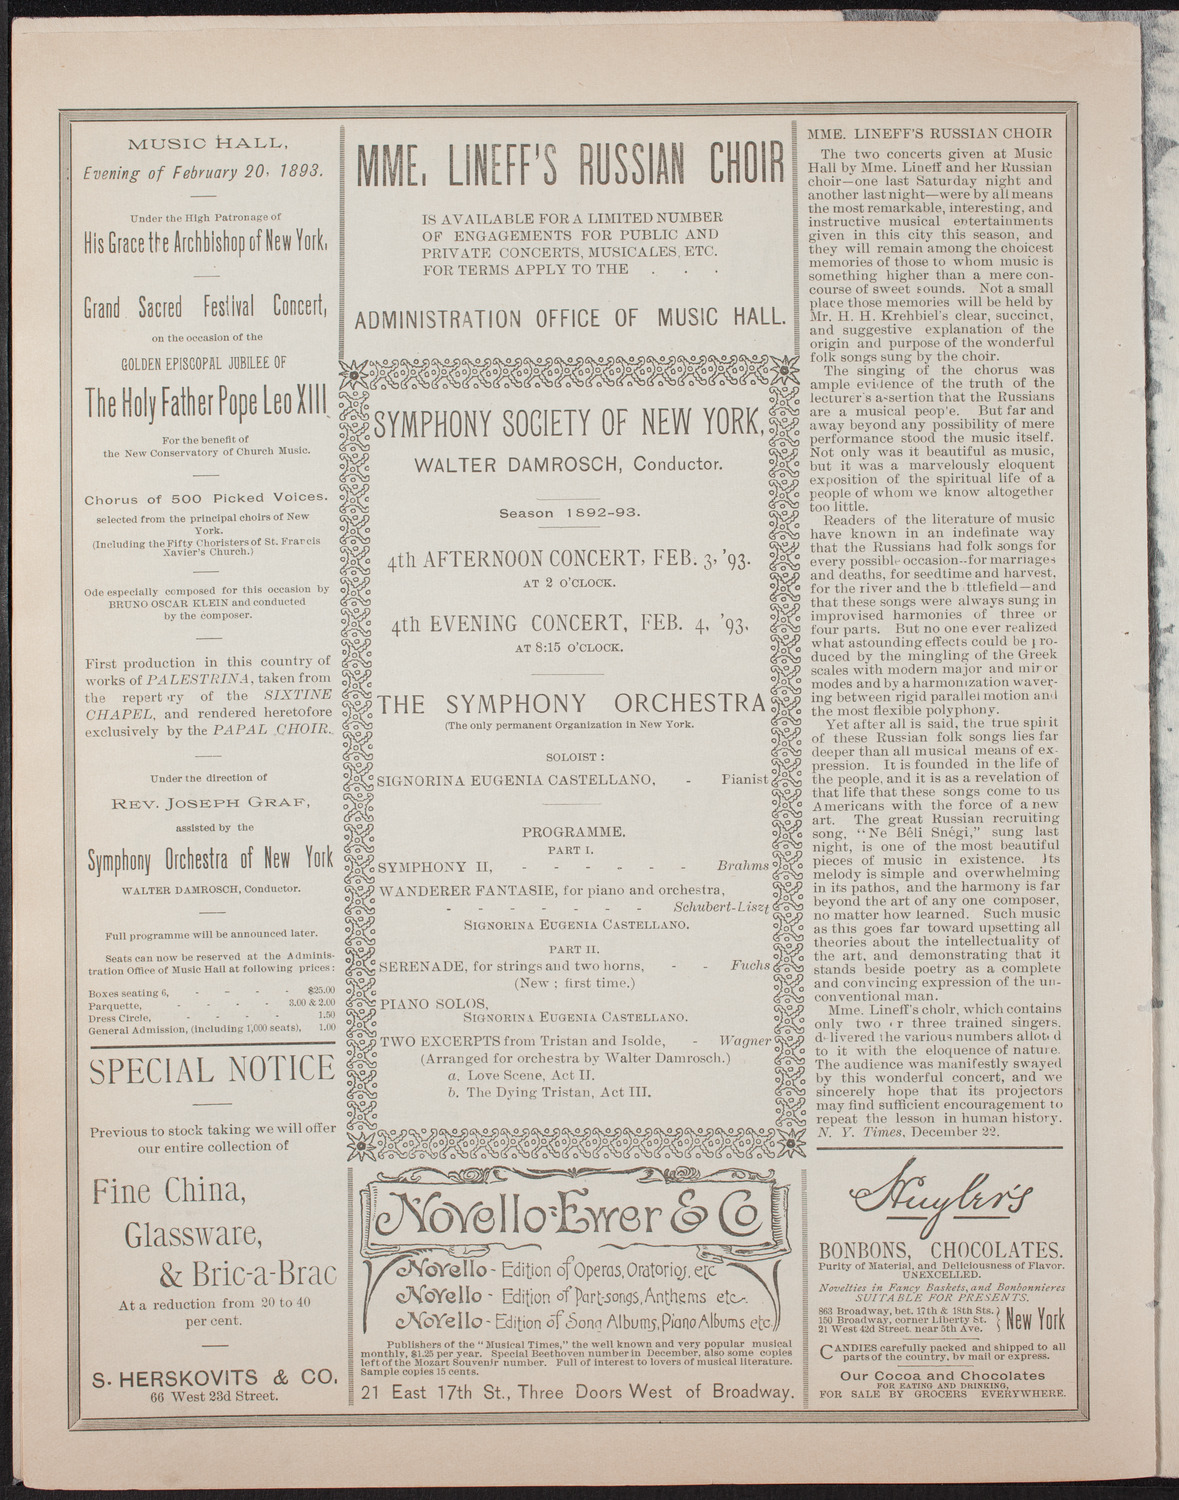 MUSIC HALL,
Evening of February 20, 1893.
Under the High Patronage of
His Grace the Archbishop of New York,
Grand Sacred Festival Concert,
on the occasion of the
GOLDEN EPISCOPAL JUBILEE OF
The Holy Father Pope Leo XIII
For the benefit of
the New Conservatory of Church Music.
Chorus of 500 Picked Voices.
selected from the principal choirs of New
York.
(Including the Fifty Choristers of St. Francis
Xavier's Church.)
Ode especially composed for this occasion by
BRUNO OSCAR KLEIN and conducted
by the composer.
First production in this country of
works of PALESTRINA, taken from
the repertory of the SIXTINE
CHAPEL, and rendered heretofore
exclusively by the PAPAL CHOIR.
Under the direction of
REV. JOSEPH GRAF,
assisted by the
Symphony Orchestra of New York
WALTER DAMROSCH, Conductor.
Full programme will be announced later.
Seats can now be reserved at the Adminis-
tration Office of Music Hall at following prices:
Boxes seating 6, - - - - $25.00
Parquette, - - - - 3.00 & 2.00
Dress Circle, - - - - 1.50
General Admission, (including 1,000 seats), 1.00
SPECIAL NOTICE
Previous to stock taking we will offer
our entire collection of
Fine China,
Glassware,
& Bric-a-Brac
At a reduction from 20 to 40
per cent.
S. HERSKOVITS & CO,
66 West 23d Street.
MME. LINEFF'S RUSSIAN CHOIR
IS AVAILABLE FOR A LIMITED NUMBER
OF ENGAGEMENTS FOR PUBLIC AND
PRIVATE CONCERTS, MUSICALES, ETC.
FOR TERMS APPLY TO THE . . .
ADMINISTRATION OFFICE OF MUSIC HALL.
SYMPHONY SOCIETY OF NEW YORK,
WALTER DAMROSCH, Conductor.
Season 1892-93.
4th AFTERNOON CONCERT, FEB. 3, '93.
AT 2 O'CLOCK.
4th EVENING CONCERT, FEB. 4, '93,
AT 8:15 O'CLOCK.
THE SYMPHONY ORCHESTRA
(The only permanent Organization in New York.
SOLOIST:
SIGNORINA EUGENIA CASTELLANO, - Pianist
PROGRAMME.
PART I.
SYMPHONY II, - - - - - - Brahms
WANDERER FANTASIE, for piano and orchestra,
- - - - - - - Schubert-Liszt
SIGNORINA EUGENIA CASTELLANO.
PART II.
SERENADE, for strings and two horns, - - Fuchs
(New; first time.)
PIANO SOLOS,
SIGNORINA EUGENIA CASTELLANO.
TWO EXCERPTS from Tristan and Isolde, - Wagner
(Arranged for orchestra by Walter Damrosch.)
a. Love Scene, Act II.
b. The Dying Tristan, Act III.
Novello-Ewer & Co
Novello - Edition of Operas, Oratorios, etc
Novello - Edition of Part-songs, Anthems etc.
Novello - Edition of Song Albums, Piano Albums etc.
Publishers of the "Musical Times," the well known and very popular musical
monthly, $1.25 per year. Special Beethoven number in December, also some copies
left of the Mozart Souvenir number. Full of interest to lovers of musical literature.
Sample copies 15 cents.
21 East 17th St., Three Doors West of Broadway.
MME. LINEFF'S RUSSIAN CHOIR
The two concerts given at Music
Hall by Mme. Lineff and her Russian
choir—one last Saturday night and
another last night—were by all means
the most remarkable, interesting, and
instructive musical entertainments
given in this city this season, and
they will remain among the choicest
memories of those to whom music is
something higher than a mere con-
course of sweet sounds. Not a small
place those memories will be held by
Mr. H. H. Krehbiel's clear, succinct,
and suggestive explanation of the
origin and purpose of the wonderful
folk songs sung by the choir.
The singing of the chorus was
ample evidence of the truth of the
lecturer's assertion that the Russians
are a musical people. But far and
away beyond any possibility of mere
performance stood the music itself.
Not only was it beautiful as music,
but it was a marvelously eloquent
exposition of the spiritual life of a
people of whom we know altogether
too little.
Readers of the literature of music
have known in an indefinate way
that the Russians had folk songs for
every possible occasion--for marriages
and deaths, for seedtime and harvest,
for the river and the battlefield—and
that these songs were always sung in
improvised harmonies of three or
four parts. But no one ever realized
what astounding effects could be pro-
duced by the mingling of the Greek
scales with modern major and minor
modes and by a harmonization waver-
ing between rigid parallel motion and
the most flexible polyphony.
Yet after all is said, the true spirit
of these Russian folk songs lies far
deeper than all musical means of ex-
pression. It is founded in the life of
the people, and it is as a revelation of
that life that these songs come to us
Americans with the force of a new
art. The great Russian recruiting
song, "Ne Béli Snégi," sung last
night, is one of the most beautiful
pieces of music in existence. Its
melody is simple and overwhelming
in its pathos, and the harmony is far
beyond the art of any one composer,
no matter how learned. Such music
as this goes far toward upsetting all
theories about the intellectuality of
the art, and demonstrating that it
stands beside poetry as a complete
and convincing expression of the un-
conventional man.
Mme. Lineff's choir, which contains
only two or three trained singers,
delivered the various numbers alloted
to it with the eloquence of nature.
The audience was manifestly swayed
by this wonderful concert, and we
sincerely hope that its projectors
may find sufficient encouragement to
repeat the lesson in human history.
N. Y. Times, December 22.
Huyler's
BONBONS, CHOCOLATES.
Purity of Material, and Deliciousness of Flavor.
UNEXCELLED.
Novelties in Fancy Baskets, and Bonbonnieres
SUITABLE FOR PRESENTS.
863 Broadway, bet. 17th & 18th Sts.
150 Broadway, corner Liberty St.
21 West 42d Street, near 5th Ave.
New York
CANDIES carefully packed and shipped to all
parts of the country, by mail or express.
Our Cocoa and Chocolates
FOR EATING AND DRINKING,
FOR SALE BY GROCERS EVERYWHERE.